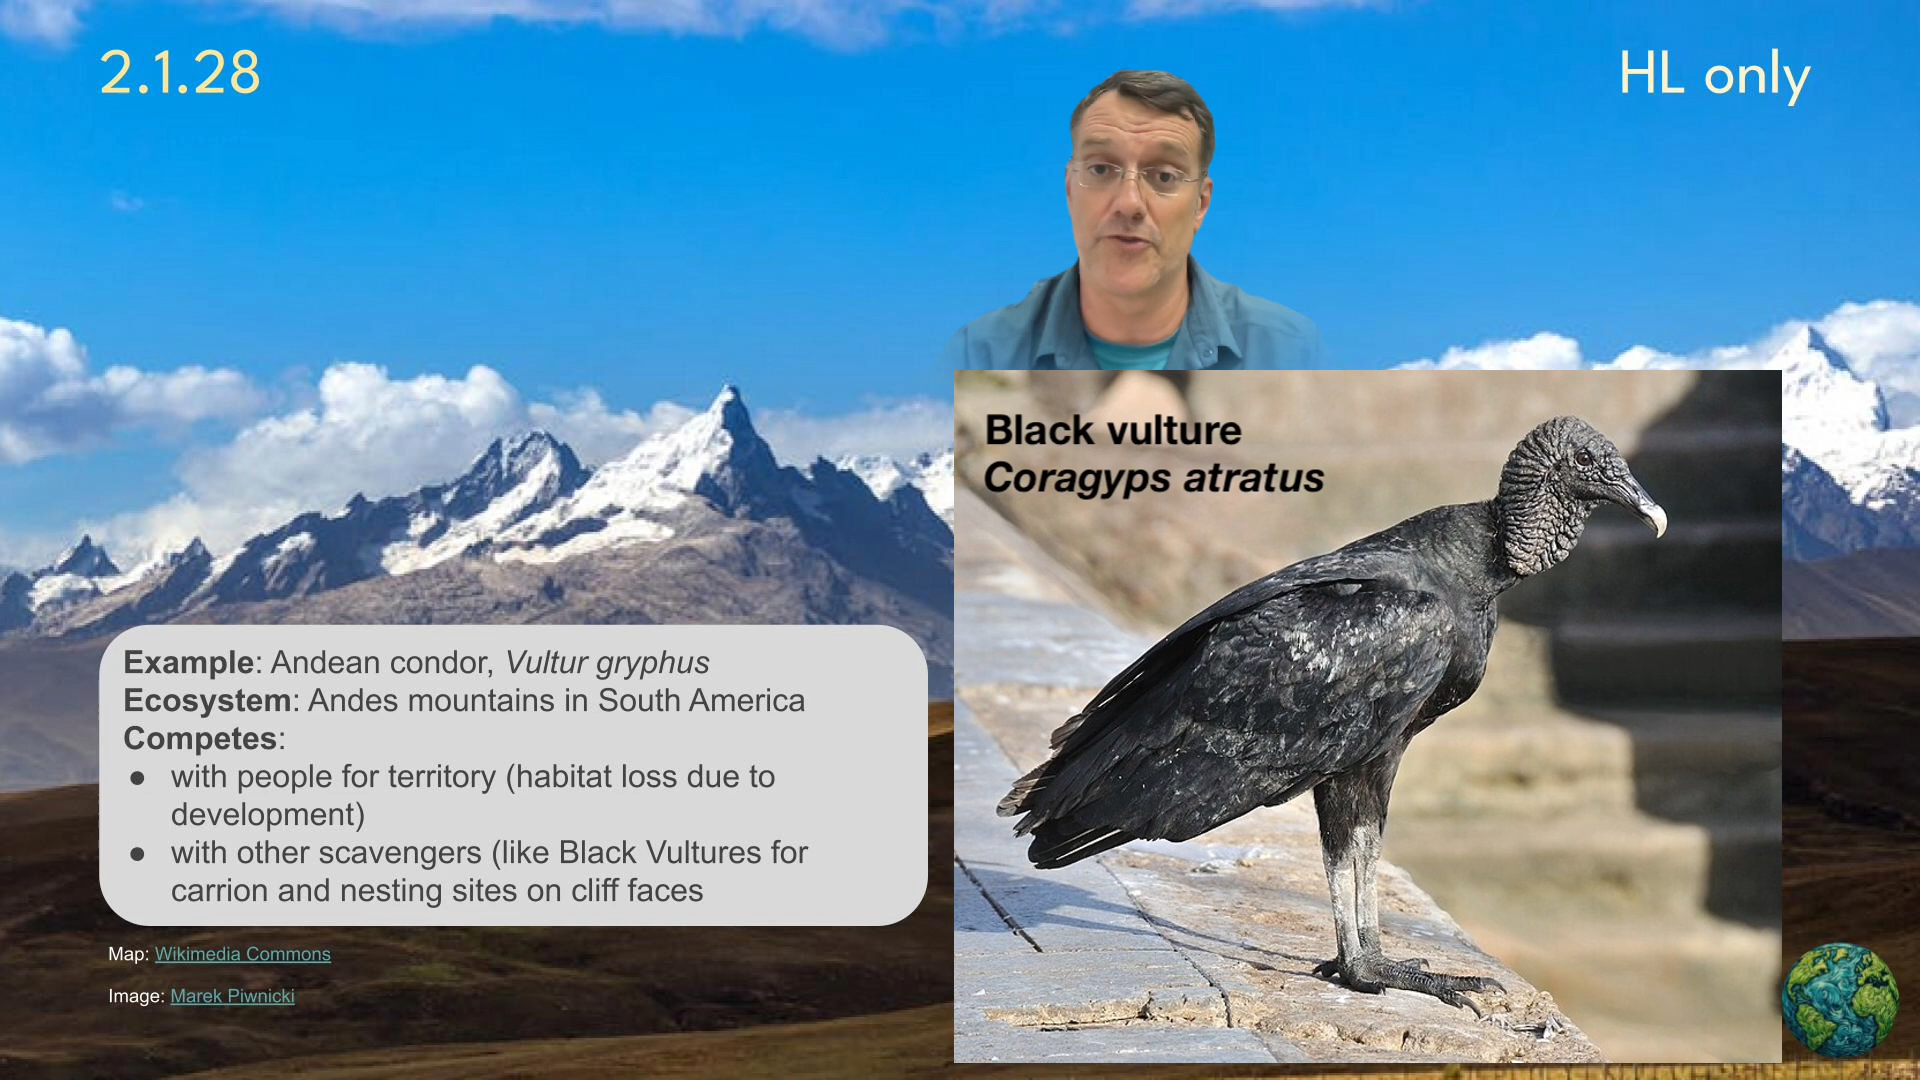 2.1.28
HL only
Black vulture
Coragyps atratus
Example: Andean condor, Vultur gryphus
Ecosystem: Andes mountains in South America
Competes:
● with people for territory (habitat loss due to
development)
● with other scavengers (like Black Vultures for
carrion and nesting sites on cliff faces
Map: Wikimedia Commons
Image: Marek Piwnicki